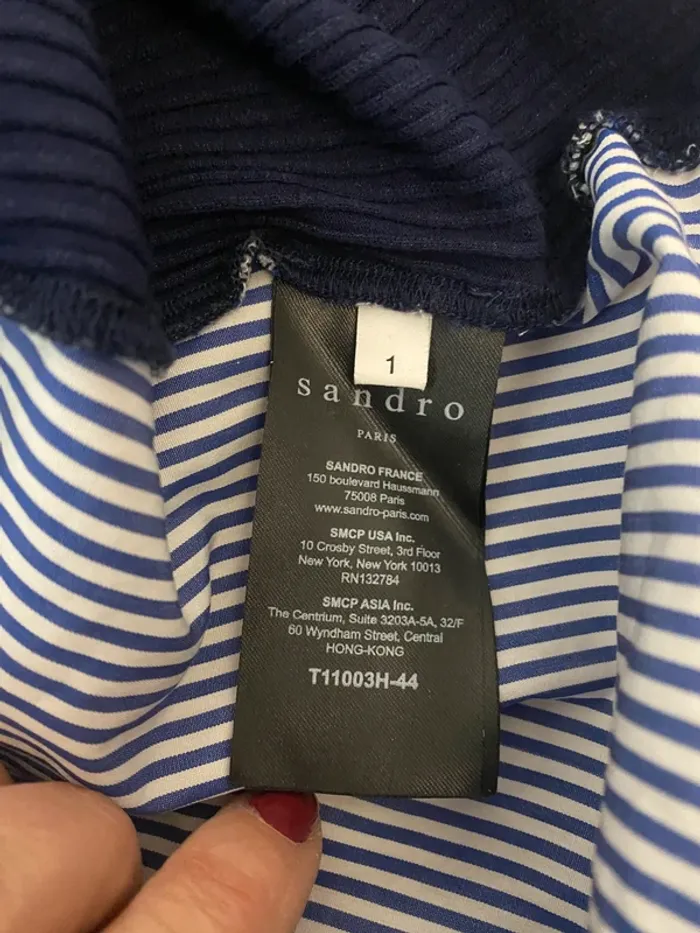 1
sandro
PARIS
SANDRO FRANCE
150 boulevard Haussmann
75008 Paris
www.sandro-paris.com
SMCP USA Inc.
10 Crosby Street, 3rd Floor
New York, New York 10013
RN132784
SMCP ASIA Inc.
The Centrium, Suite 3203A-5A, 32/F
60 Wyndham Street, Central
HONG-KONG
T11003H-44